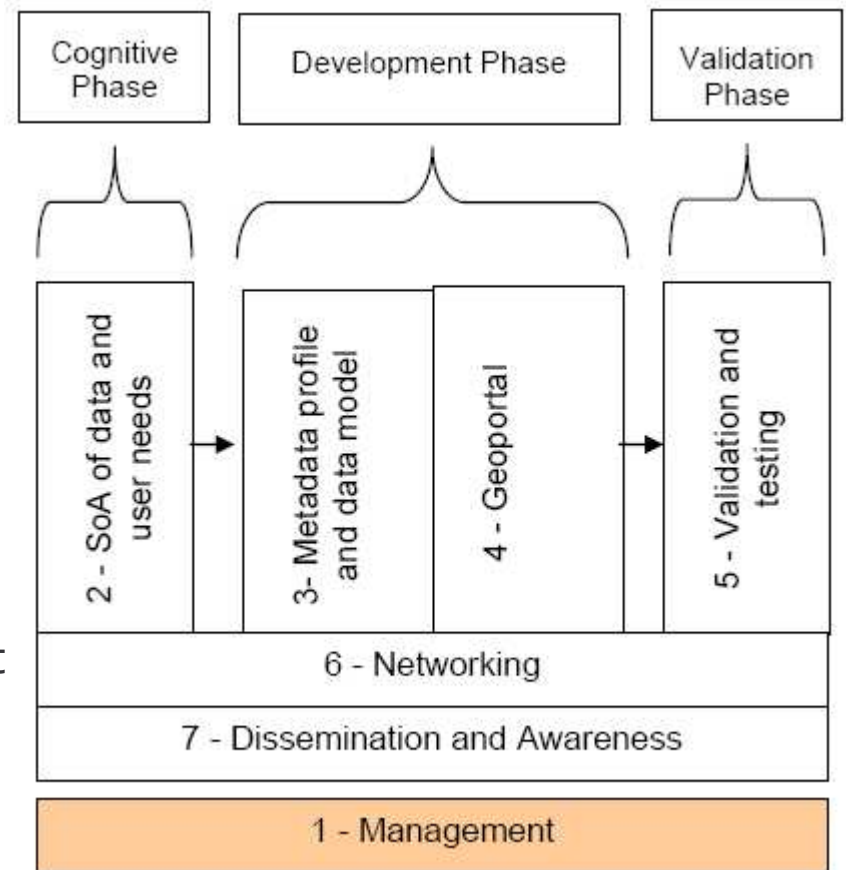 Cognitive
Phase
Development Phase
Validation
Phase
2 - SoA of data and
user needs
3- Metadata profile
and data model
4 - Geoportal
5 - Validation and
testing
t
6 - Networking
7 - Dissemination and Awareness
1 - Management